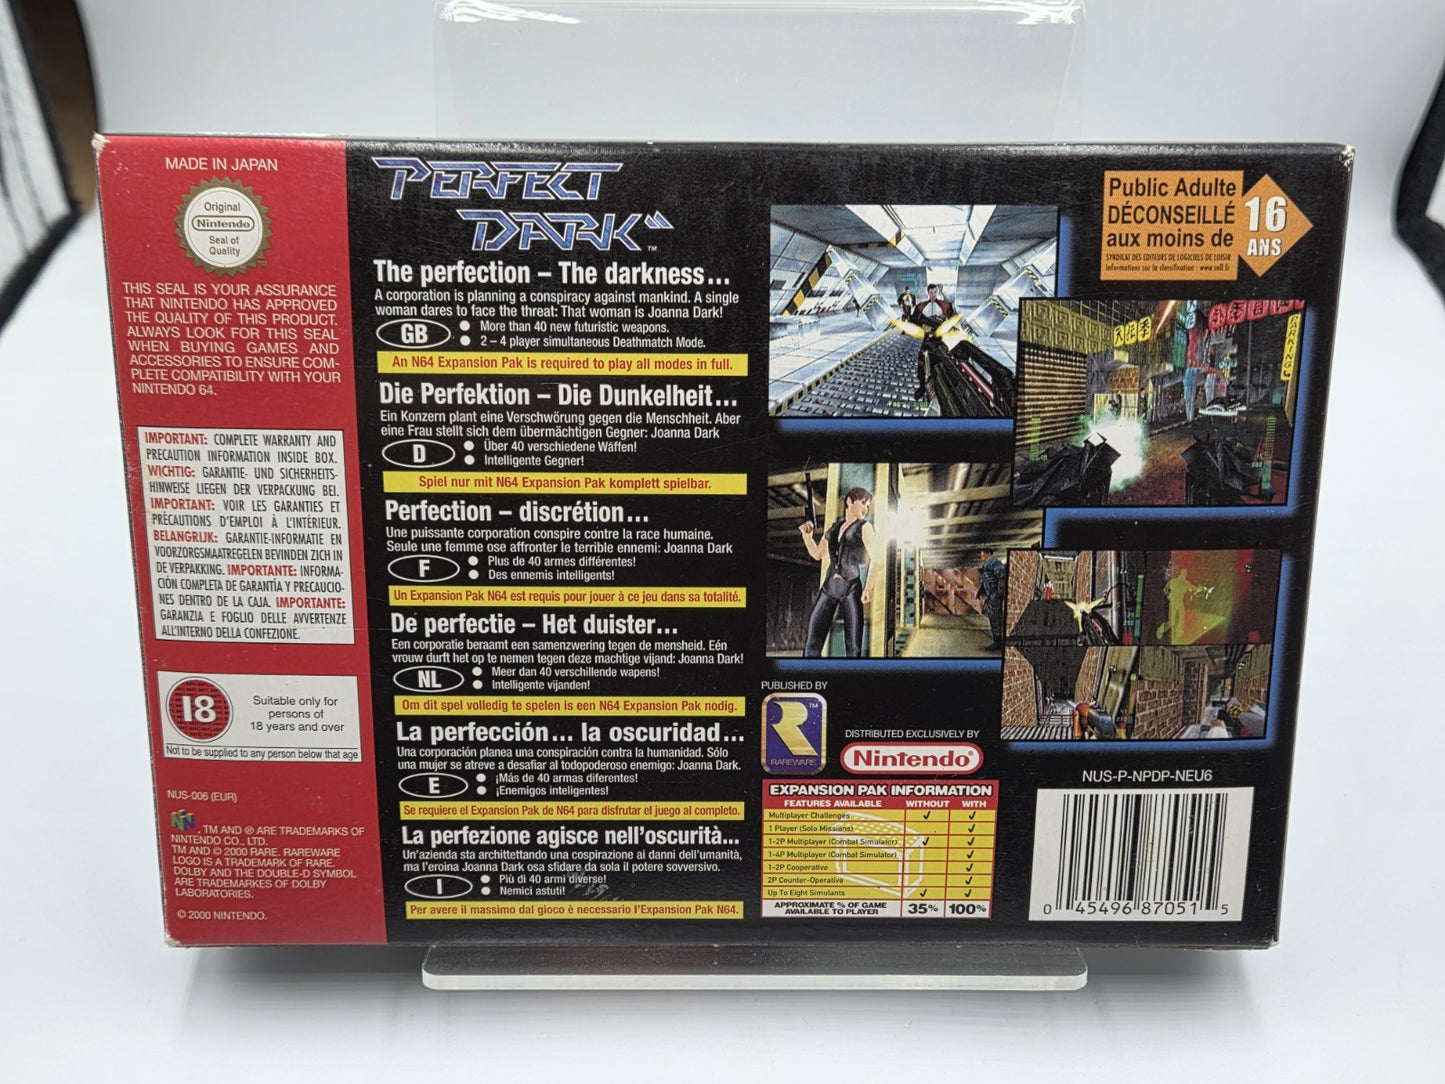 MADE IN JAPAN
Original
Nintendo
Seal of
Quality
THIS SEAL IS YOUR ASSURANCE
THAT NINTENDO HAS APPROVED
THE QUALITY OF THIS PRODUCT.
ALWAYS LOOK FOR THIS SEAL
WHEN BUYING GAMES AND
ACCESSORIES TO ENSURE COM-
PLETE COMPATIBILITY WITH YOUR
NINTENDO 64.
IMPORTANT: COMPLETE WARRANTY AND
PRECAUTION INFORMATION INSIDE BOX.
WICHTIG: GARANTIE- UND SICHERHEITS-
HINWEISE LIEGEN DER VERPACKUNG BEI.
IMPORTANT: VOIR LES GARANTIES ET
PRÉCAUTIONS D'EMPLOI À L'INTÉRIEUR.
BELANGRIJK: GARANTIE-INFORMATIE EN
VOORZORGSMAATREGELEN BEVINDEN ZICH IN
DE VERPAKKING. IMPORTANTE: INFORMA-
CIÓN COMPLETA DE GARANTÍA Y PRECAUCIO-
NES DENTRO DE LA CAJA. IMPORTANTE:
GARANZIA E FOGLIO DELLE AVVERTENZE
ALL'INTERNO DELLA CONFEZIONE.
18
Suitable only for
persons of
18 years and over
Not to be supplied to any person below that age
NUS-006 (EUR)
, TM AND ® ARE TRADEMARKS OF
NINTENDO CO., LTD.
TM AND © 2000 RARE. RAREWARE
LOGO IS A TRADEMARK OF RARE.
DOLBY AND THE DOUBLE-D SYMBOL
ARE TRADEMARKES OF DOLBY
LABORATORIES.
© 2000 NINTENDO.
PERFECT
DARK™
The perfection – The darkness...
A corporation is planning a conspiracy against mankind. A single
woman dares to face the threat: That woman is Joanna Dark!
GB
● More than 40 new futuristic weapons.
● 2 – 4 player simultaneous Deathmatch Mode.
An N64 Expansion Pak is required to play all modes in full.
Die Perfektion – Die Dunkelheit...
Ein Konzern plant eine Verschwörung gegen die Menschheit. Aber
eine Frau stellt sich dem übermächtigen Gegner: Joanna Dark
D
● Über 40 verschiedene Waffen!
● Intelligente Gegner!
Spiel nur mit N64 Expansion Pak komplett spielbar.
Perfection – discrétion...
Une puissante corporation conspire contre la race humaine.
Seule une femme ose affronter le terrible ennemi: Joanna Dark
F
● Plus de 40 armes différentes!
● Des ennemis intelligents!
Un Expansion Pak N64 est requis pour jouer à ce jeu dans sa totalité.
De perfectie – Het duister...
Een corporatie beraamt een samenzwering tegen de mensheid. Eén
vrouw durft het op te nemen tegen deze machtige vijand: Joanna Dark!
NL
● Meer dan 40 verschillende wapens!
● Intelligente vijanden!
Om dit spel volledig te spelen is een N64 Expansion Pak nodig.
La perfección... la oscuridad...
Una corporación planea una conspiración contra la humanidad. Sólo
una mujer se atreve a desafiar al todopoderoso enemigo: Joanna Dark.
E
● ¡Más de 40 armas diferentes!
● ¡Enemigos inteligentes!
Se requiere el Expansion Pak de N64 para disfrutar el juego al completo.
La perfezione agisce nell'oscurità...
Un'azienda sta architettando una cospirazione ai danni dell'umanità,
ma l'eroina Joanna Dark osa sfidare da sola il potere sovversivo.
I
● Più di 40 armi diverse!
● Nemici astuti!
Per avere il massimo dal gioco è necessario l'Expansion Pak N64.
Public Adulte
DÉCONSEILLÉ
aux moins de
16
ANS
SYNDICAT DES EDITEURS DE LOGICIELS DE LOISIR
Informations sur la classification : www.sell.fr
PARKING
PUBLISHED BY
R™
RAREWARE
DISTRIBUTED EXCLUSIVELY BY
Nintendo®
EXPANSION PAK INFORMATION
FEATURES AVAILABLE WITHOUT WITH
Multiplayer Challenges ✓ ✓
1 Player (Solo Missions) ✓
1-2P Multiplayer (Combat Simulator) ✓ ✓
1-4P Multiplayer (Combat Simulator) ✓
1-2P Cooperative ✓
2P Counter-Operative ✓
Up To Eight Simulants ✓ ✓
APPROXIMATE % OF GAME
AVAILABLE TO PLAYER 35% 100%
NUS-P-NPDP-NEU6
0 45496 87051 5